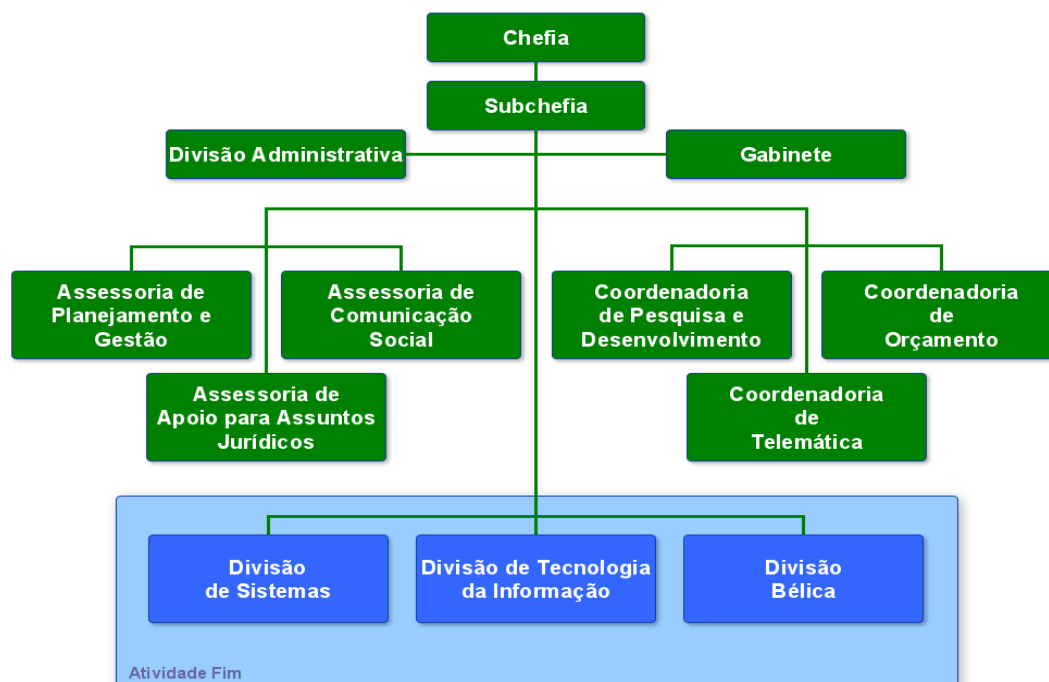 Chefia
Subchefia
Divisão Administrativa
Gabinete
Assessoria de
Planejamento e
Gestão
Assessoria de
Comunicação
Social
Coordenadoria
de Pesquisa e
Desenvolvimento
Coordenadoria
de
Orçamento
Assessoria de
Apoio para Assuntos
Jurídicos
Coordenadoria
de
Telemática
Divisão
de Sistemas
Divisão de Tecnologia
da Informação
Divisão
Bélica
Atividade Fim